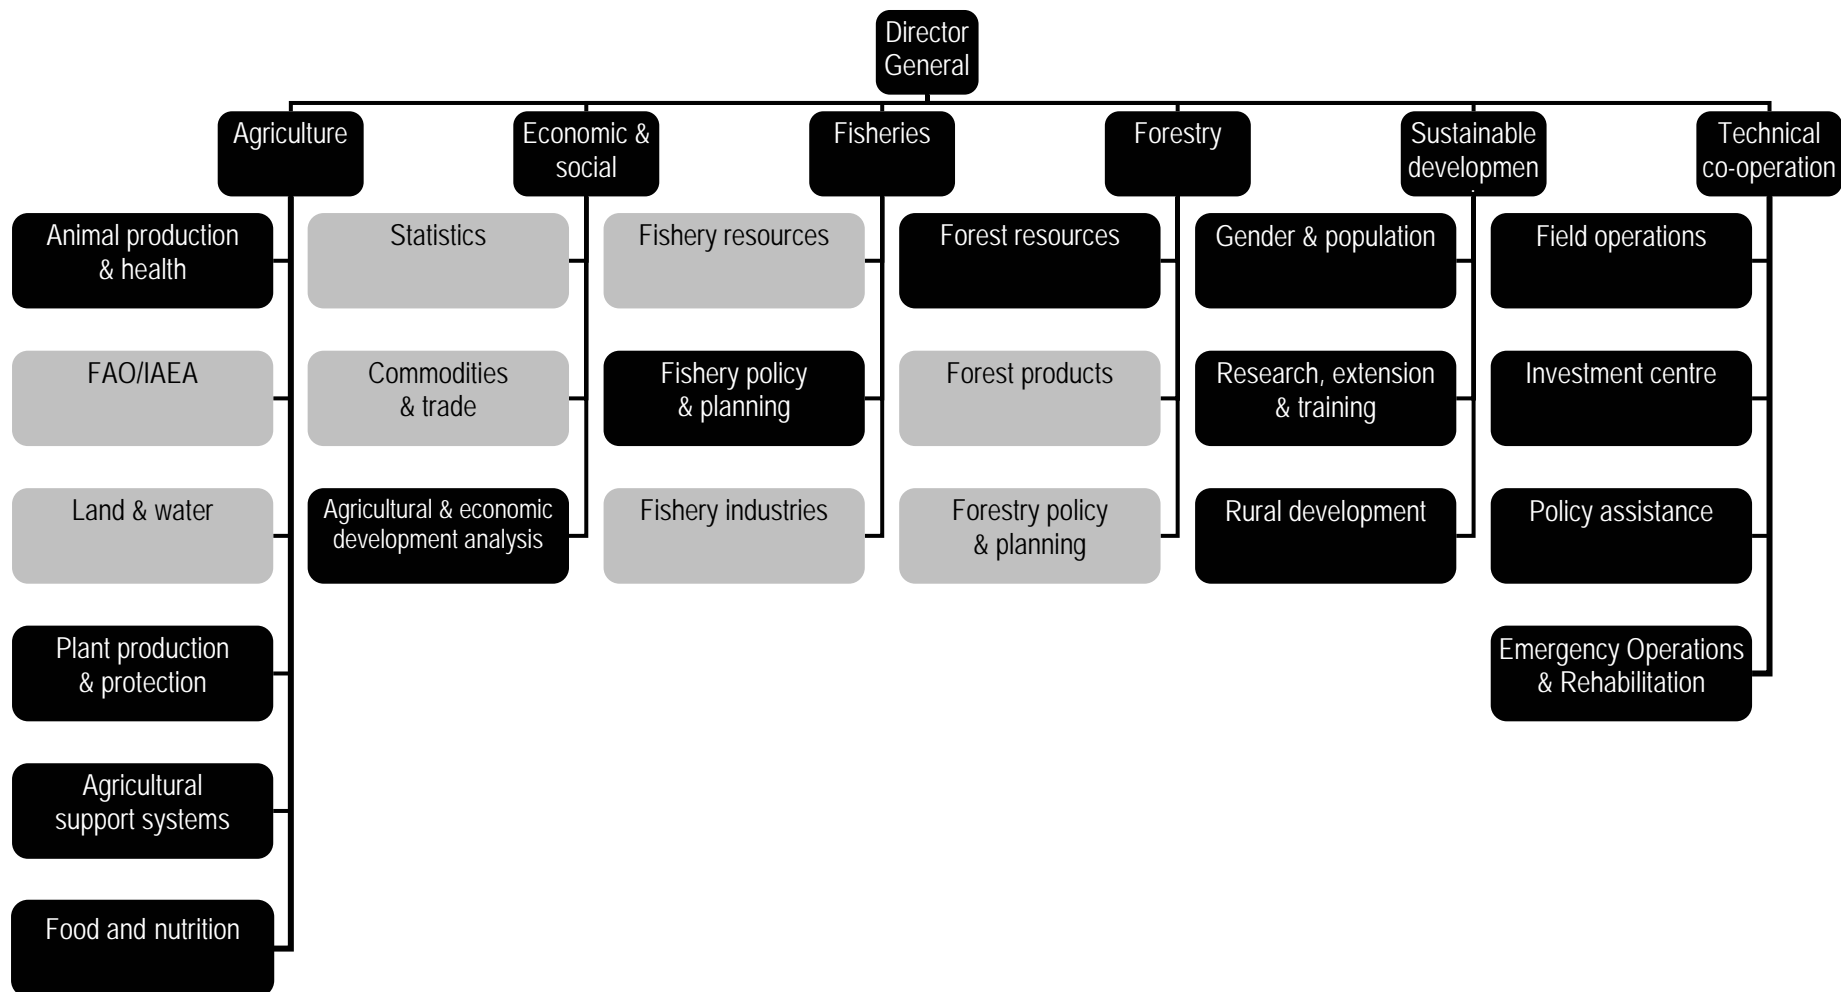 Director
General
Agriculture
Economic &
social
Fisheries
Forestry
Sustainable
developmen
Technical
co-operation
Animal production
& health
Statistics
Fishery resources
Forest resources
Gender & population
Field operations
FAO/IAEA
Commodities
& trade
Fishery policy
& planning
Forest products
Research, extension
& training
Investment centre
Land & water
Agricultural & economic
development analysis
Fishery industries
Forestry policy
& planning
Rural development
Policy assistance
Plant production
& protection
Emergency Operations
& Rehabilitation
Agricultural
support systems
Food and nutrition